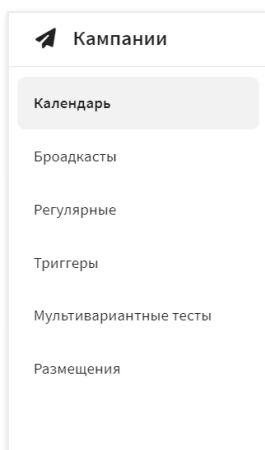 Кампании
Календарь
Броадкасты
Регулярные
Триггеры
Мультивариантные тесты
Размещения